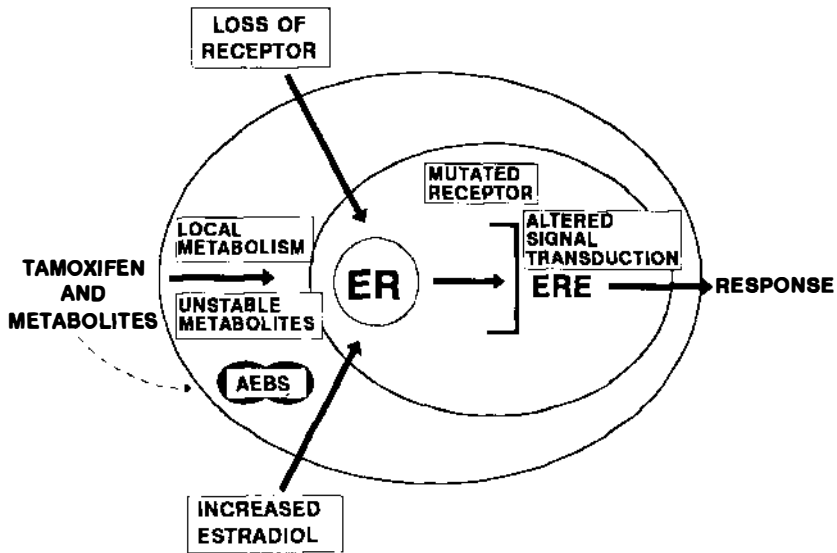 LOSS OF
RECEPTOR
MUTATED
RECEPTOR
LOCAL
METABOLISM
ALTERED
SIGNAL
TRANSDUCTION
TAMOXIFEN
AND
METABOLITES
ER
ERE
RESPONSE
UNSTABLE
METABOLITES
AEBS
INCREASED
ESTRADIOL